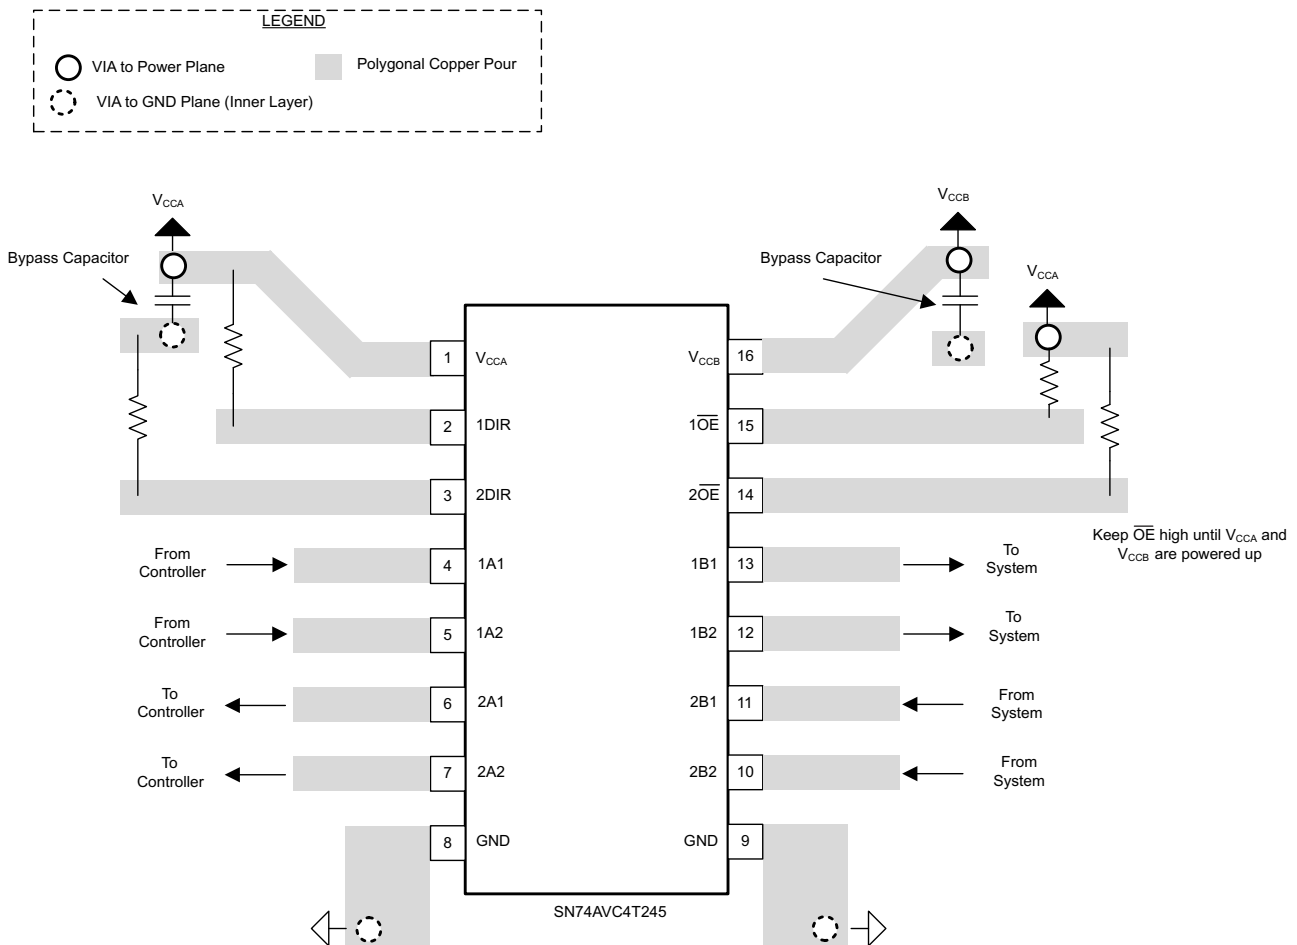 LEGEND
VIA to Power Plane
Polygonal Copper Pour
VIA to GND Plane (Inner Layer)
VCCA
VCCB
Bypass Capacitor
Bypass Capacitor
VCCA
1
VCCA
VCCB
16
2
1DIR
1O̅E̅
15
3
2DIR
2O̅E̅
14
Keep O̅E̅ high until VCCA and
VCCB are powered up
From
Controller
4
1A1
1B1
13
To
System
From
Controller
5
1A2
1B2
12
To
System
To
Controller
6
2A1
2B1
11
From
System
To
Controller
7
2A2
2B2
10
From
System
8
GND
GND
9
SN74AVC4T245